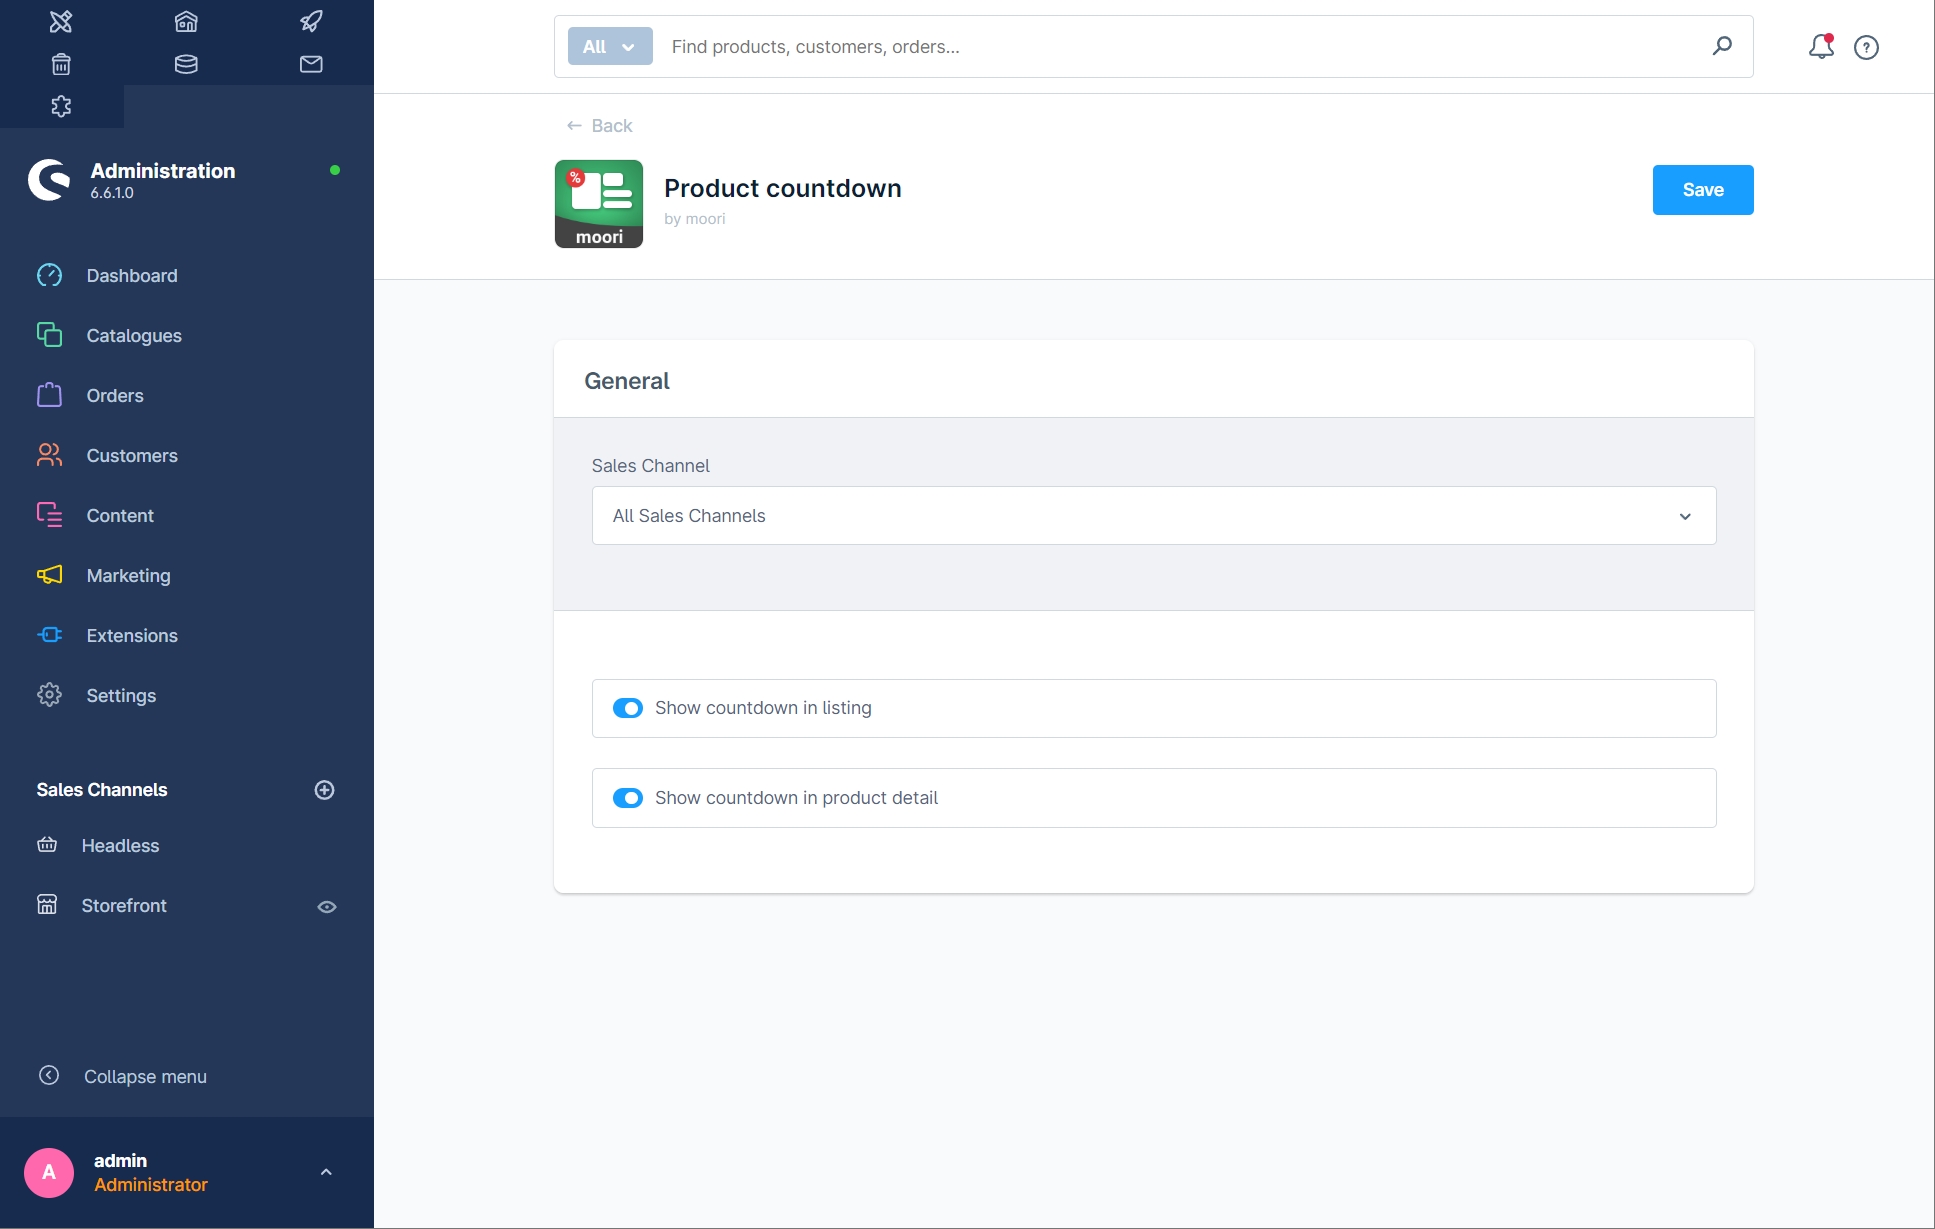 All
Find products, customers, orders...
Back
%
moori
Product countdown
by moori
Save
Administration
6.6.1.0
Dashboard
Catalogues
Orders
Customers
Content
Marketing
Extensions
Settings
Sales Channels
Headless
Storefront
Collapse menu
A
admin
Administrator
General
Sales Channel
All Sales Channels
Show countdown in listing
Show countdown in product detail